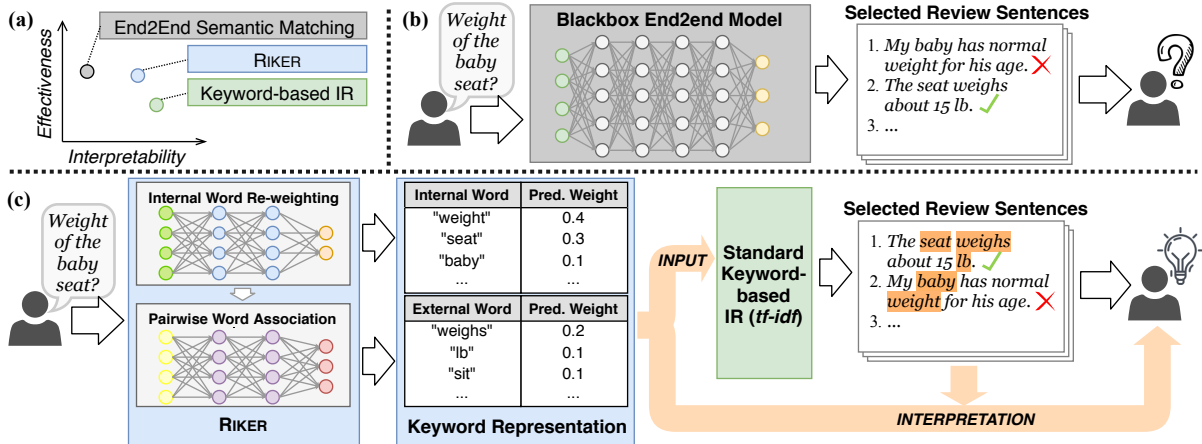 (a)
End2End Semantic Matching
RIKER
Keyword-based IR
Effectiveness
Interpretability
(b)
Weight
of the
baby
seat?
Blackbox End2end Model
Selected Review Sentences
1. My baby has normal
weight for his age.
2. The seat weighs
about 15 lb.
3. ...
(c)
Weight
of the
baby
seat?
Internal Word Re-weighting
Pairwise Word Association
RIKER
Internal Word Pred. Weight
"weight" 0.4
"seat" 0.3
"baby" 0.1
... ...
External Word Pred. Weight
"weighs" 0.2
"lb" 0.1
"sit" 0.1
... ...
Keyword Representation
INPUT
Standard
Keyword-
based
IR (tf-idf)
Selected Review Sentences
1. The seat weighs
about 15 lb.
2. My baby has normal
weight for his age.
3. ...
INTERPRETATION